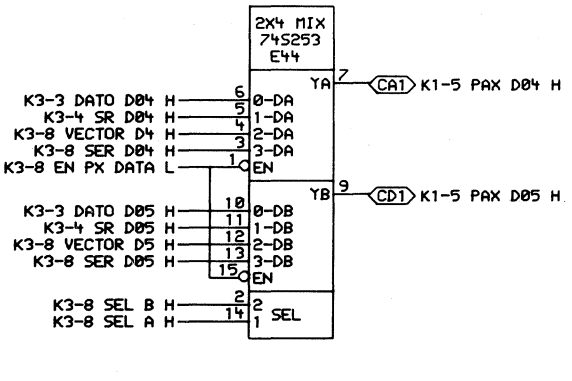 2X4 MIX
74S253
E44
K3-3 DATO D04 H 6 0-DA YA 7 CA1 K1-5 PAX D04 H
K3-4 SR D04 H 5 1-DA
K3-8 VECTOR D4 H 4 2-DA
K3-8 SER D04 H 3 3-DA
K3-8 EN PX DATA L 1 EN
K3-3 DATO D05 H 10 0-DB YB 9 CD1 K1-5 PAX D05 H
K3-4 SR D05 H 11 1-DB
K3-8 VECTOR D5 H 12 2-DB
K3-8 SER D05 H 13 3-DB
15 EN
K3-8 SEL B H 2 2 SEL
K3-8 SEL A H 14 1